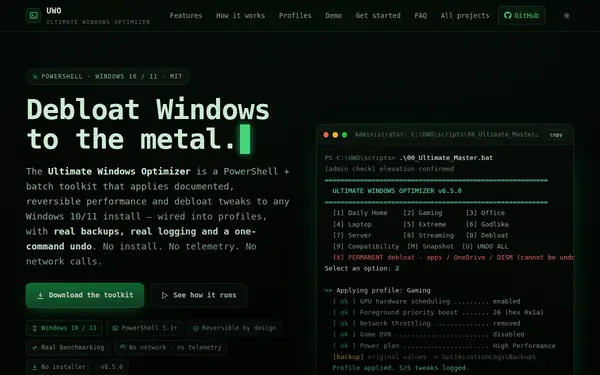 UWO
ULTIMATE WINDOWS OPTIMIZER
Features
How it works
Profiles
Demo
Get started
FAQ
All projects
GitHub
POWERSHELL · WINDOWS 10 / 11 · MIT
Debloat Windows
to the metal.
The Ultimate Windows Optimizer is a PowerShell +
batch toolkit that applies documented,
reversible performance and debloat tweaks to any
Windows 10/11 install — wired into profiles,
with real backups, real logging and a one-
command undo. No install. No telemetry. No
network calls.
Download the toolkit
See how it runs
Windows 10 / 11
PowerShell 5.1+
Reversible by design
Real benchmarking
No network · no telemetry
No installer
v6.5.0
Administrator: C:\UWO\scripts\00_Ultimate_Master…
copy
PS C:\UWO\scripts> .\00_Ultimate_Master.bat
[admin check] elevation confirmed
ULTIMATE WINDOWS OPTIMIZER v6.5.0
[1] Daily Home [2] Gaming [3] Office
[4] Laptop [5] Extreme [6] Godlike
[7] Server [8] Streaming [B] Debloat
[9] Compatibility [M] Snapshot [U] UNDO ALL
[X] PERMANENT debloat - apps / OneDrive / DISM (cannot be undo
Select an option: 2
>> Applying profile: Gaming
[ ok ] GPU hardware scheduling ......... enabled
[ ok ] Foreground priority boost ....... 26 (hex 0x1a)
[ ok ] Network throttling .............. removed
[ ok ] Game DVR ........................ disabled
[ ok ] Power plan ...................... High Performance
[backup] original values → OptimizationLogs\Backups
Profile applied. 5/5 tweaks logged.